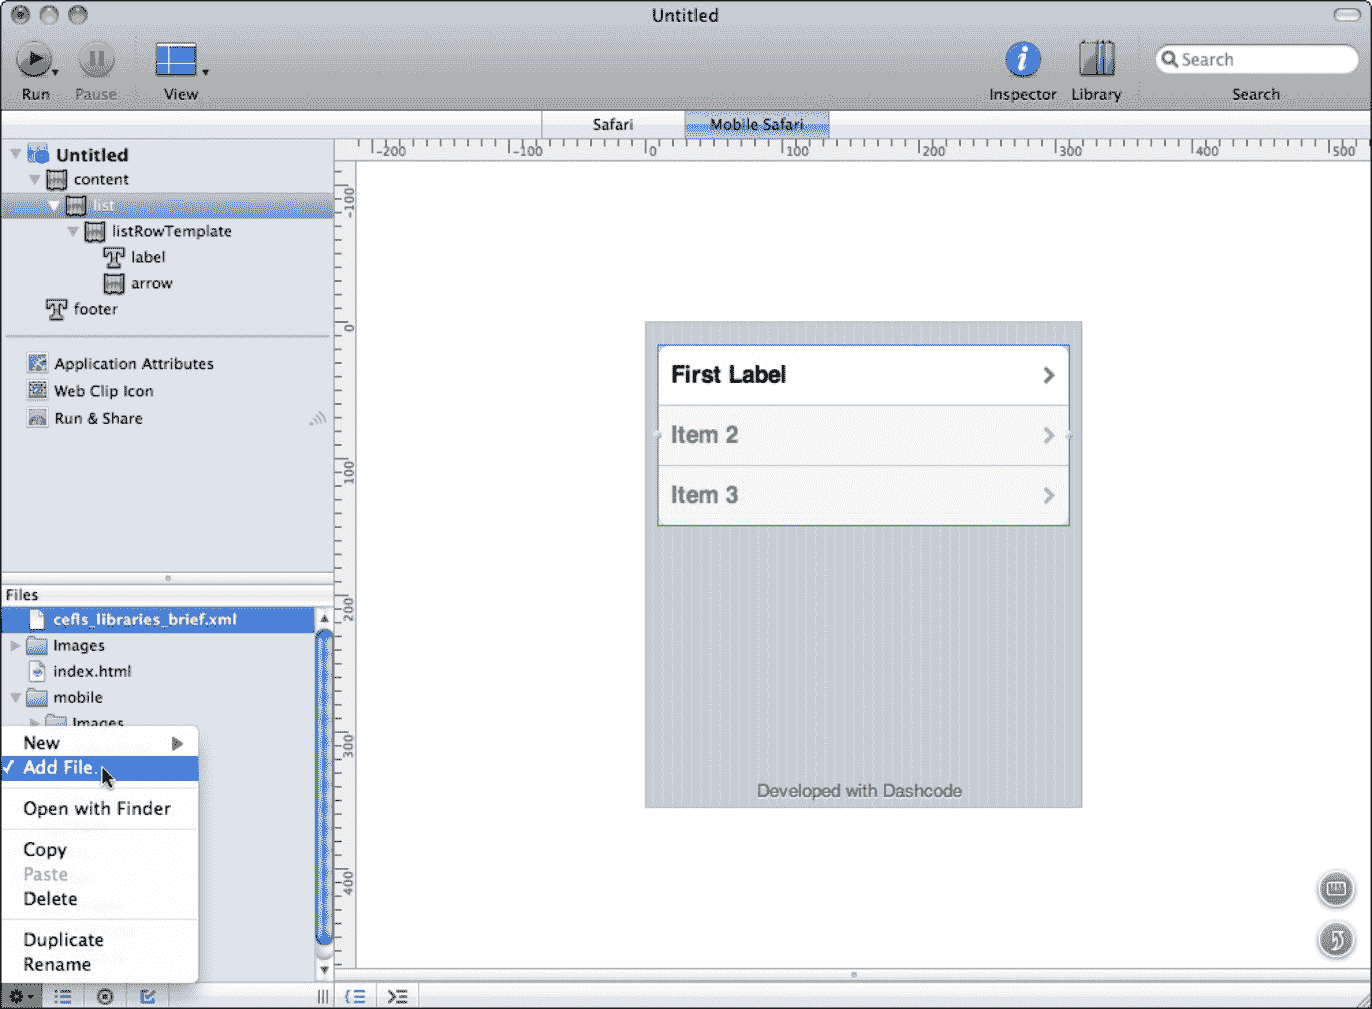 Untitled
Run
Pause
View
Inspector
Library
Search
Search
Safari
Mobile Safari
Untitled
content
list
listRowTemplate
label
arrow
footer
Application Attributes
Web Clip Icon
Run & Share
-200
-100
0
100
200
300
400
500
-100
0
100
200
300
400
First Label
Item 2
Item 3
Developed with Dashcode
Files
cefls_libraries_brief.xml
Images
index.html
mobile
Images
New
Add File.
Open with Finder
Copy
Paste
Delete
Duplicate
Rename